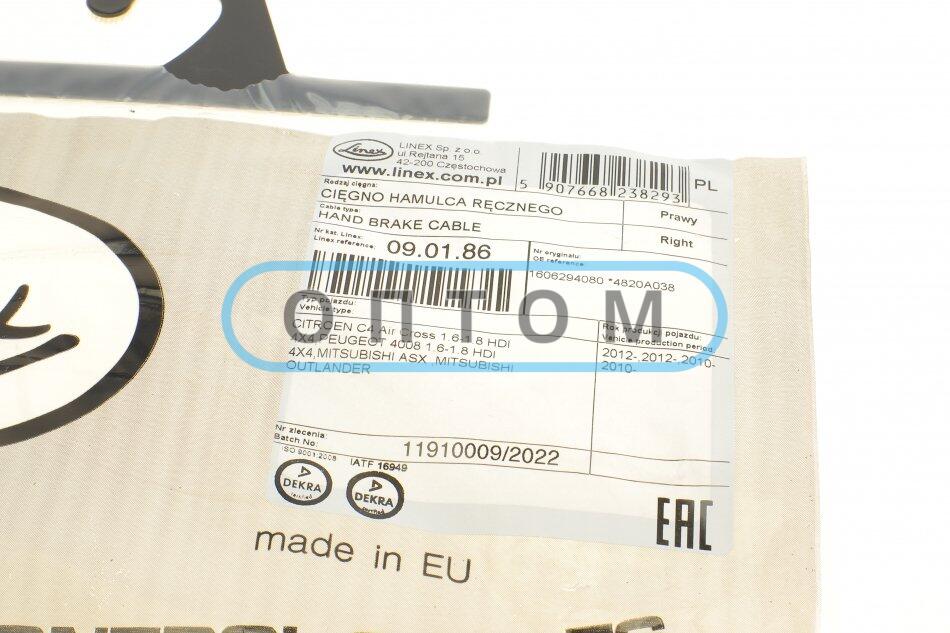 Linex
LINEX Sp. z o.o.
ul Rejtana 15
42-200 Częstochowa
www.linex.com.pl
5 907668 238293
PL
Rodzaj cięgna:
CIĘGNO HAMULCA RĘCZNEGO
Prawy
Cable type:
HAND BRAKE CABLE
Right
Nr kat. Linex:
Linex reference:
09.01.86
Nr oryginału:
OE reference
1606294080 *4820A038
ОПТОМ
Typ pojazdu:
Vehicle type:
CITROEN C4 Air Cross 1.6-1.8 HDI
4X4,PEUGEOT 4008 1.6-1.8 HDI
4X4,MITSUBISHI ASX, MITSUBISHI
OUTLANDER
Rok produkcji pojazdu:
Vehicle production period:
2012-,2012-,2010-
2010-
Nr zlecenia:
Batch No:
11910009/2022
ISO 9001:2008
IATF 16949
DEKRA
certified
DEKRA
certified
EAC
made in EU